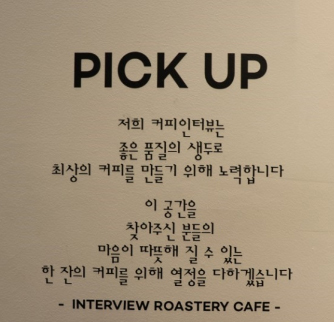 PICK UP
저희 커피인터뷰는
좋은 품질의 생두로
최상의 커피를 만들기 위해 노력합니다
이 공간을
찾아주신 분들의
마음이 따뜻해 질 수 있는
한 잔의 커피를 위해 열정을 다하겠습니다
- INTERVIEW ROASTERY CAFE -